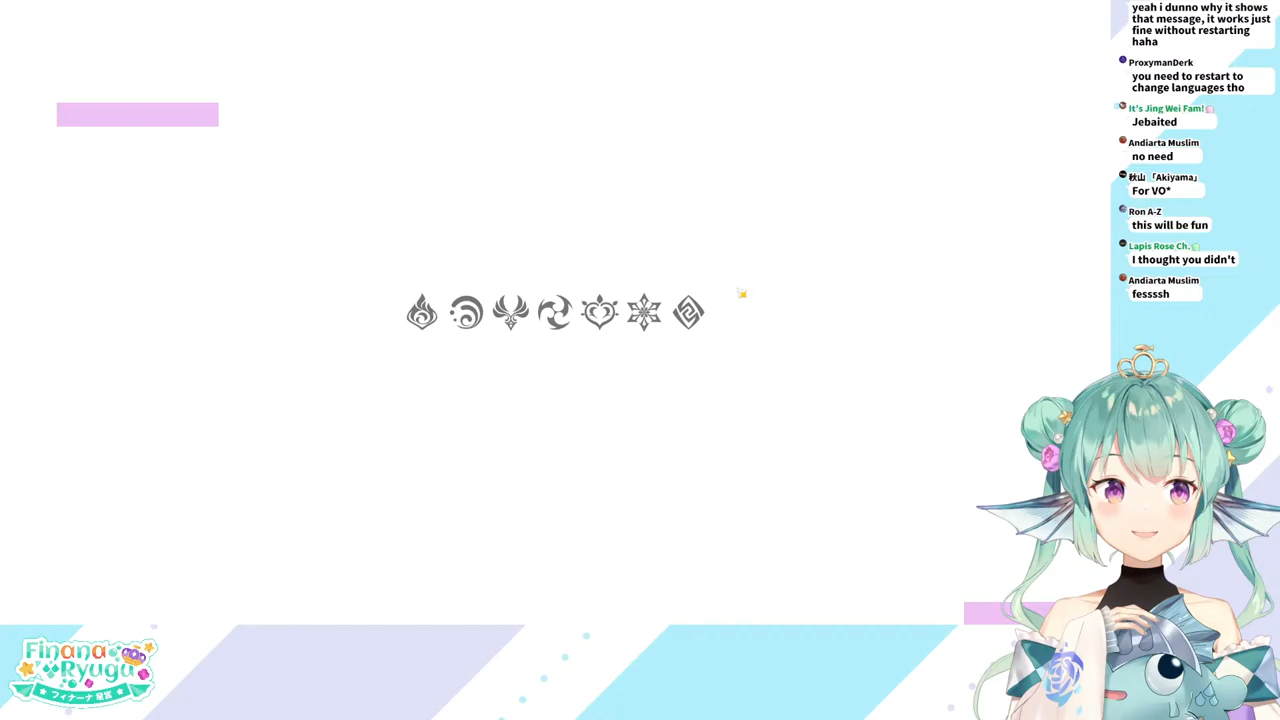 yeah i dunno why it shows
that message, it works just
fine without restarting
haha
ProxymanDerk
you need to restart to
change languages tho
It's Jing Wei Fam!
Jebaited
Andiarta Muslim
no need
秋山 「Akiyama」
For VO*
Ron A-Z
this will be fun
Lapis Rose Ch.
I thought you didn't
Andiarta Muslim
fessssh
Finana
Ryugu
フィナーナ 竜宮